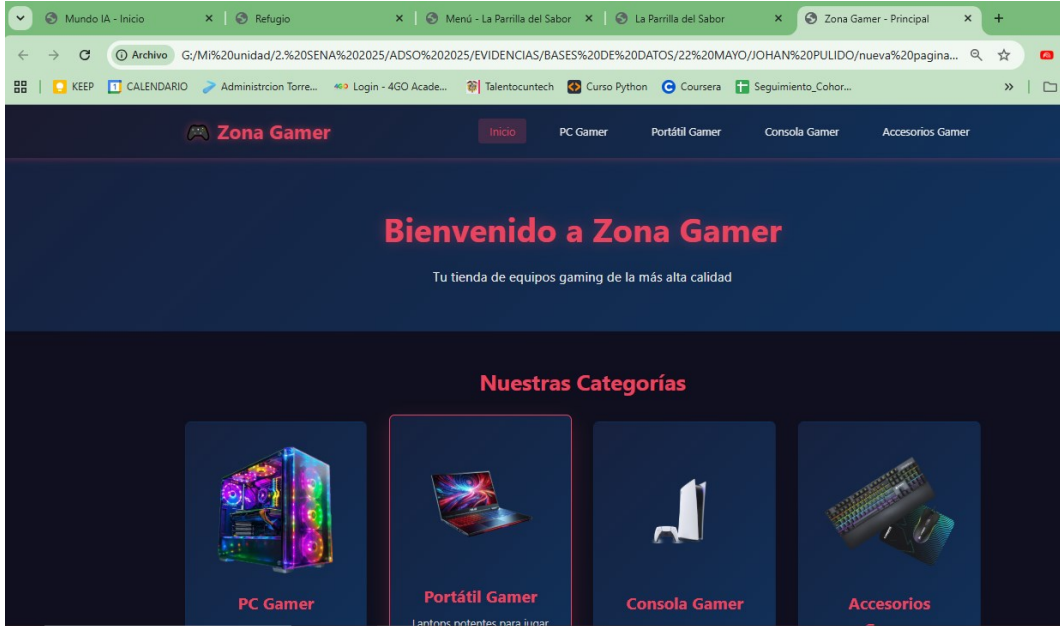 Mundo IA - Inicio
Refugio
Menú - La Parrilla del Sabor
La Parrilla del Sabor
Zona Gamer - Principal
Archivo G:/Mi%20unidad/2.%20SENA%202025/ADSO%202025/EVIDENCIAS/BASES%20DE%20DATOS/22%20MAYO/JOHAN%20PULIDO/nueva%20pagina...
KEEP CALENDARIO Administrcion Torre... Login - 4GO Acade... Talentocuntech Curso Python Coursera Seguimiento_Cohor...
Zona Gamer
Inicio PC Gamer Portátil Gamer Consola Gamer Accesorios Gamer
Bienvenido a Zona Gamer
Tu tienda de equipos gaming de la más alta calidad
Nuestras Categorías
PC Gamer
Portátil Gamer
Laptops potentes para jugar
Consola Gamer
Accesorios